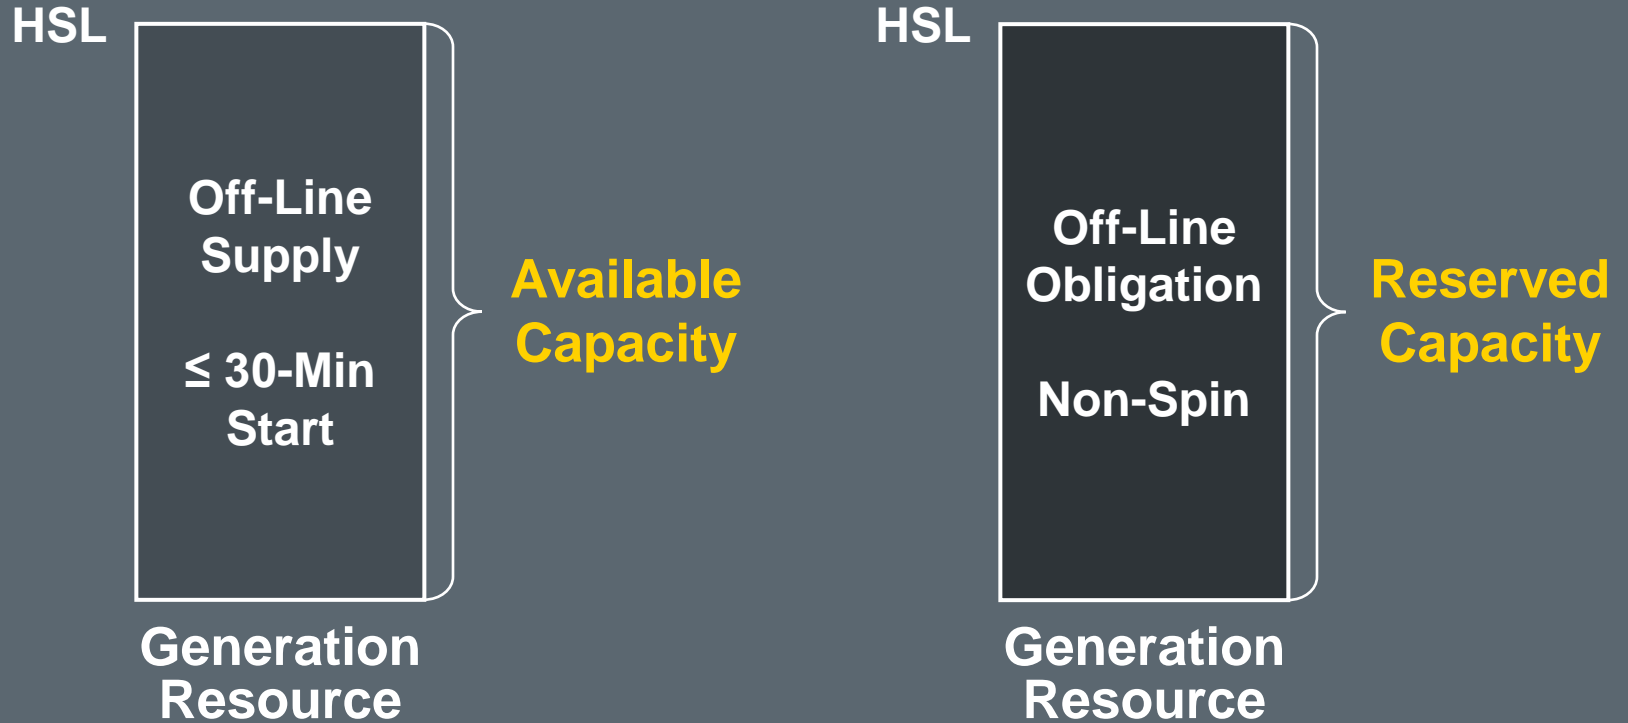 HSL
Off-Line
Supply
≤ 30-Min
Start
Available
Capacity
Generation
Resource
HSL
Off-Line
Obligation
Non-Spin
Reserved
Capacity
Generation
Resource